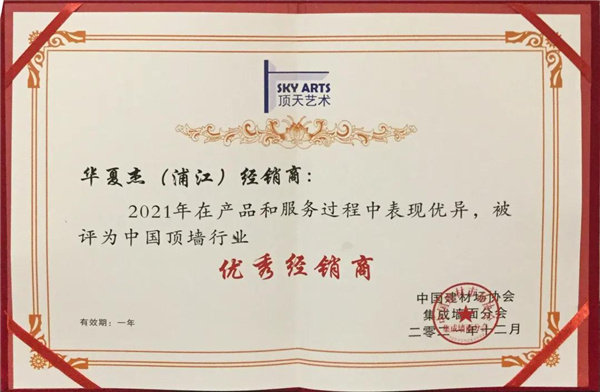 SKY ARTS
顶天艺术
华夏杰（浦江）经销商：
2021年在产品和服务过程中表现优异，被
评为中国顶墙行业
优秀经销商
中国建材市场协会
集成墙面分会
有效期：一年
二零二一年十二月